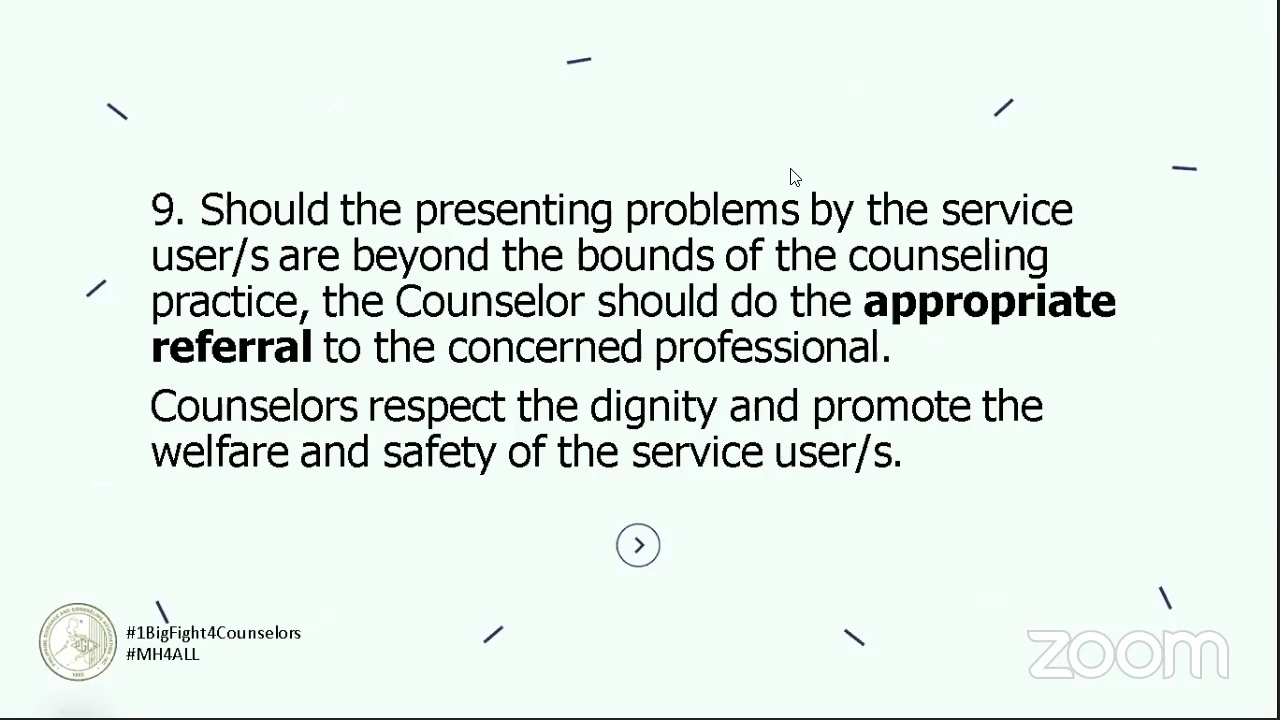 9. Should the presenting problems by the service
user/s are beyond the bounds of the counseling
practice, the Counselor should do the appropriate
referral to the concerned professional.
Counselors respect the dignity and promote the
welfare and safety of the service user/s.
#1BigFight4Counselors
#MH4ALL
zoom